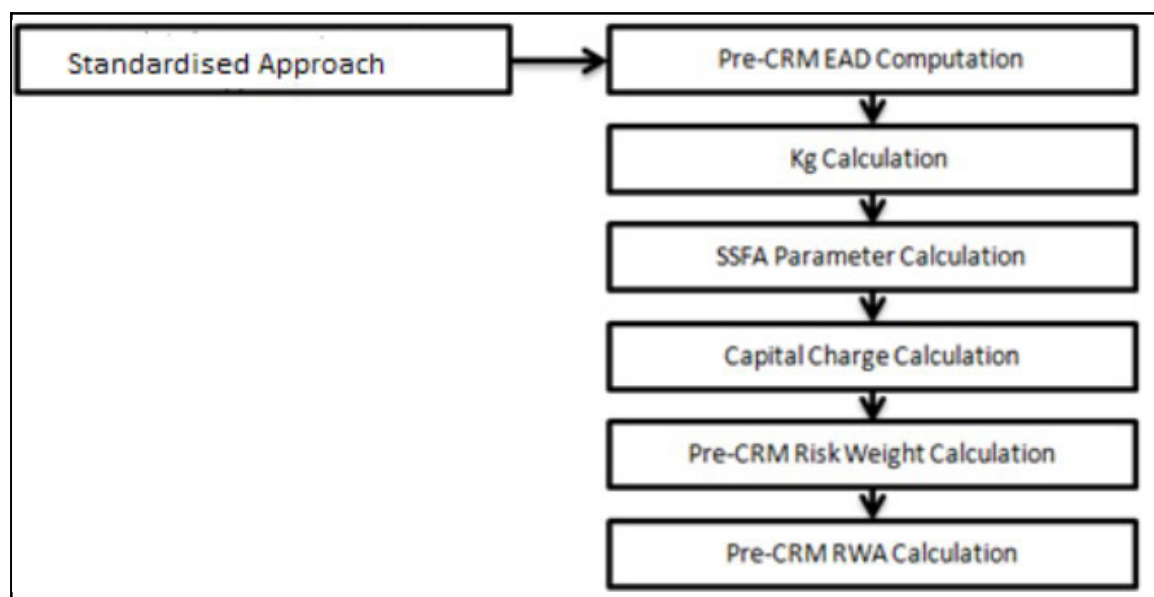 Standardised Approach
Pre-CRM EAD Computation
Kg Calculation
SSFA Parameter Calculation
Capital Charge Calculation
Pre-CRM Risk Weight Calculation
Pre-CRM RWA Calculation